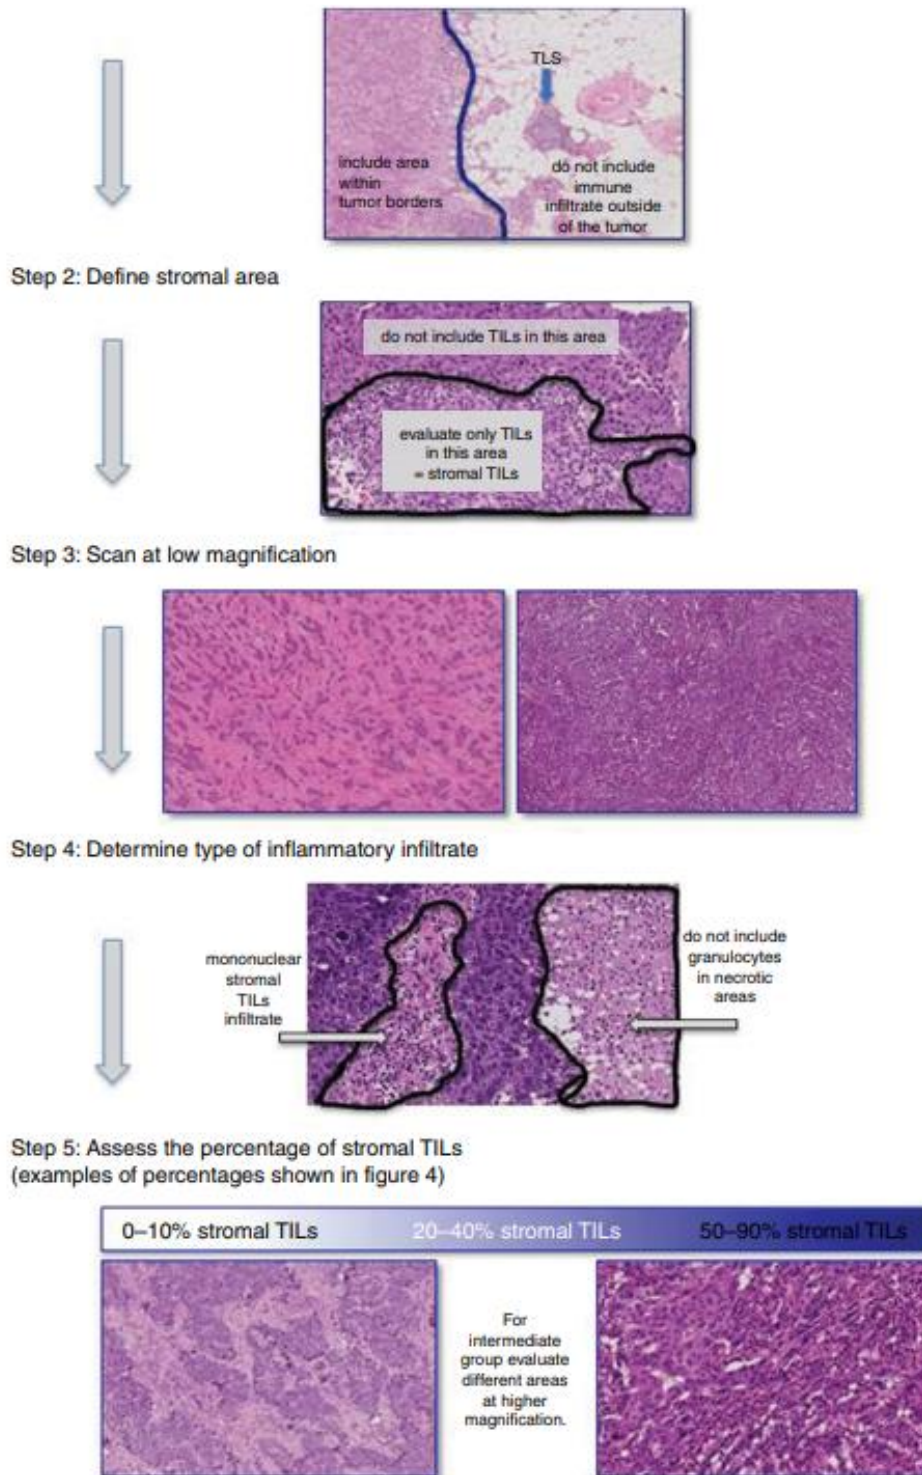 TLS
include area
within
tumor borders
do not include
immune
infiltrate outside
of the tumor
Step 2: Define stromal area
do not include TILs in this area
evaluate only TILs
in this area
= stromal TILs
Step 3: Scan at low magnification
Step 4: Determine type of inflammatory infiltrate
mononuclear
stromal
TILs
infiltrate
do not include
granulocytes
in necrotic
areas
Step 5: Assess the percentage of stromal TILs
(examples of percentages shown in figure 4)
0–10% stromal TILs 20–40% stromal TILs 50–90% stromal TILs
For
intermediate
group evaluate
different areas
at higher
magnification.